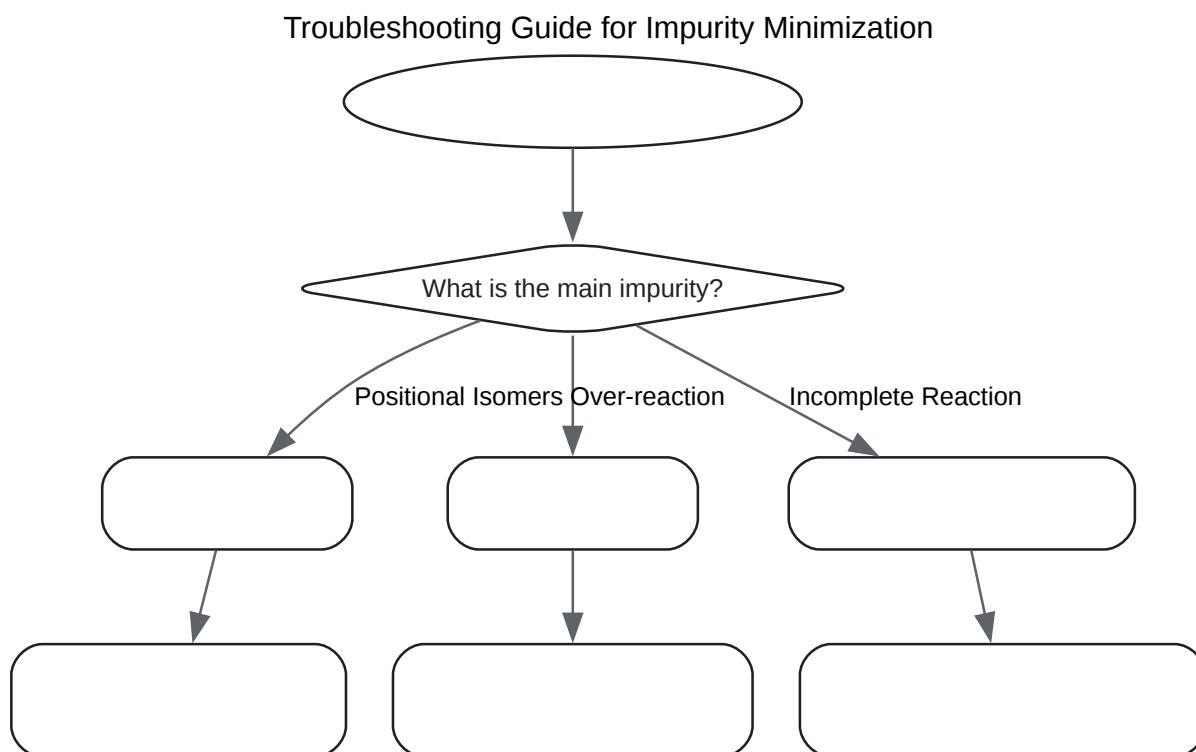 Troubleshooting Guide for Impurity Minimization
What is the main impurity?
Positional Isomers
Over-reaction
Incomplete Reaction